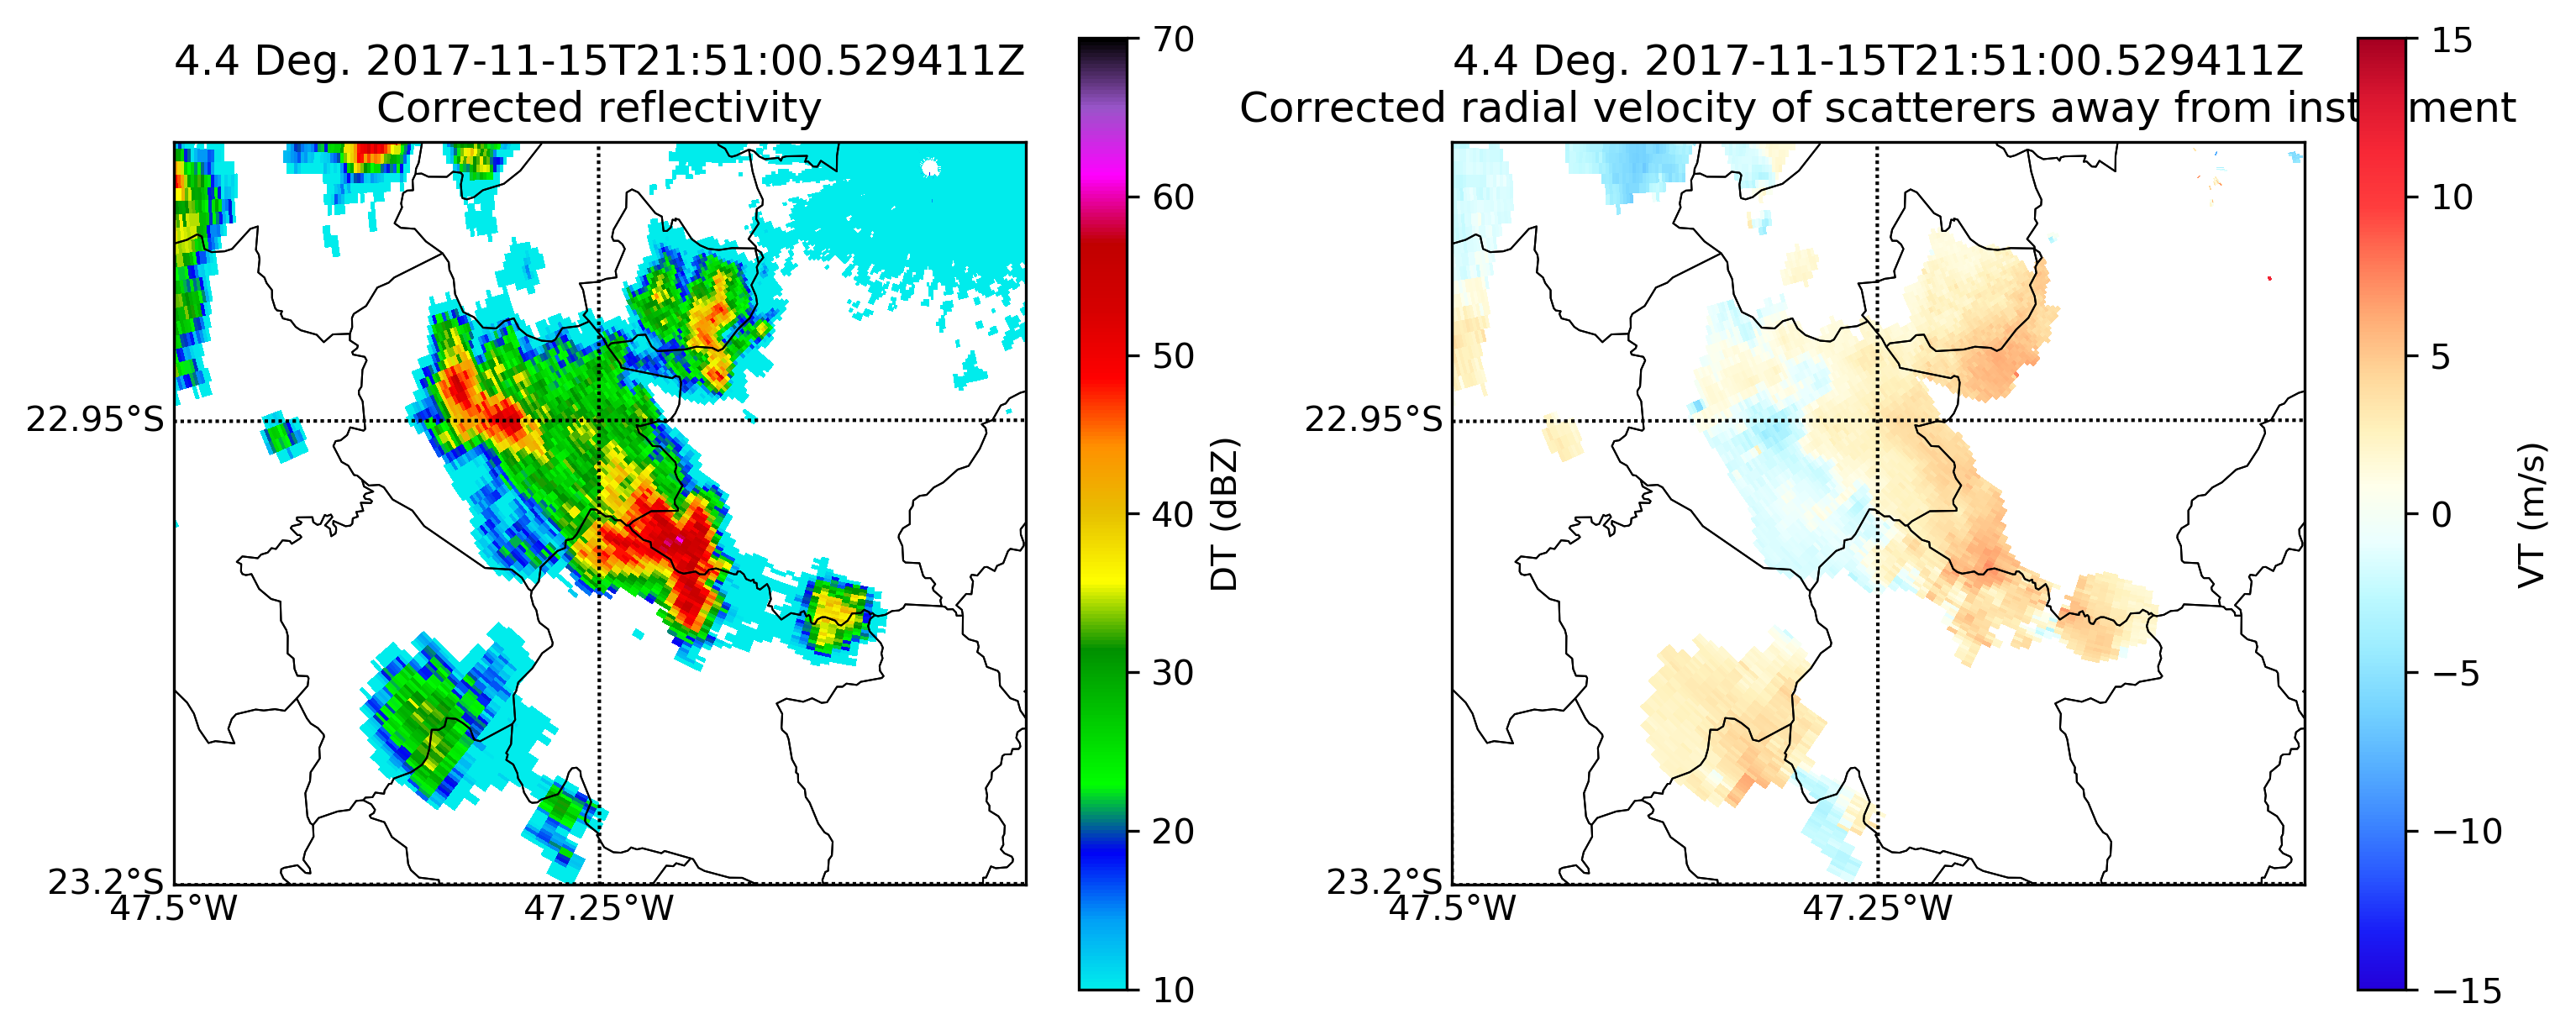 4.4 Deg. 2017-11-15T21:51:00.529411Z
Corrected reflectivity
22.95°S
23.2°S
47.5°W
47.25°W
70
60
50
40
30
20
10
DT (dBZ)
4.4 Deg. 2017-11-15T21:51:00.529411Z
Corrected radial velocity of scatterers away from inst ment
22.95°S
23.2°S
47.5°W
47.25°W
15
10
5
0
−5
−10
−15
VT (m/s)